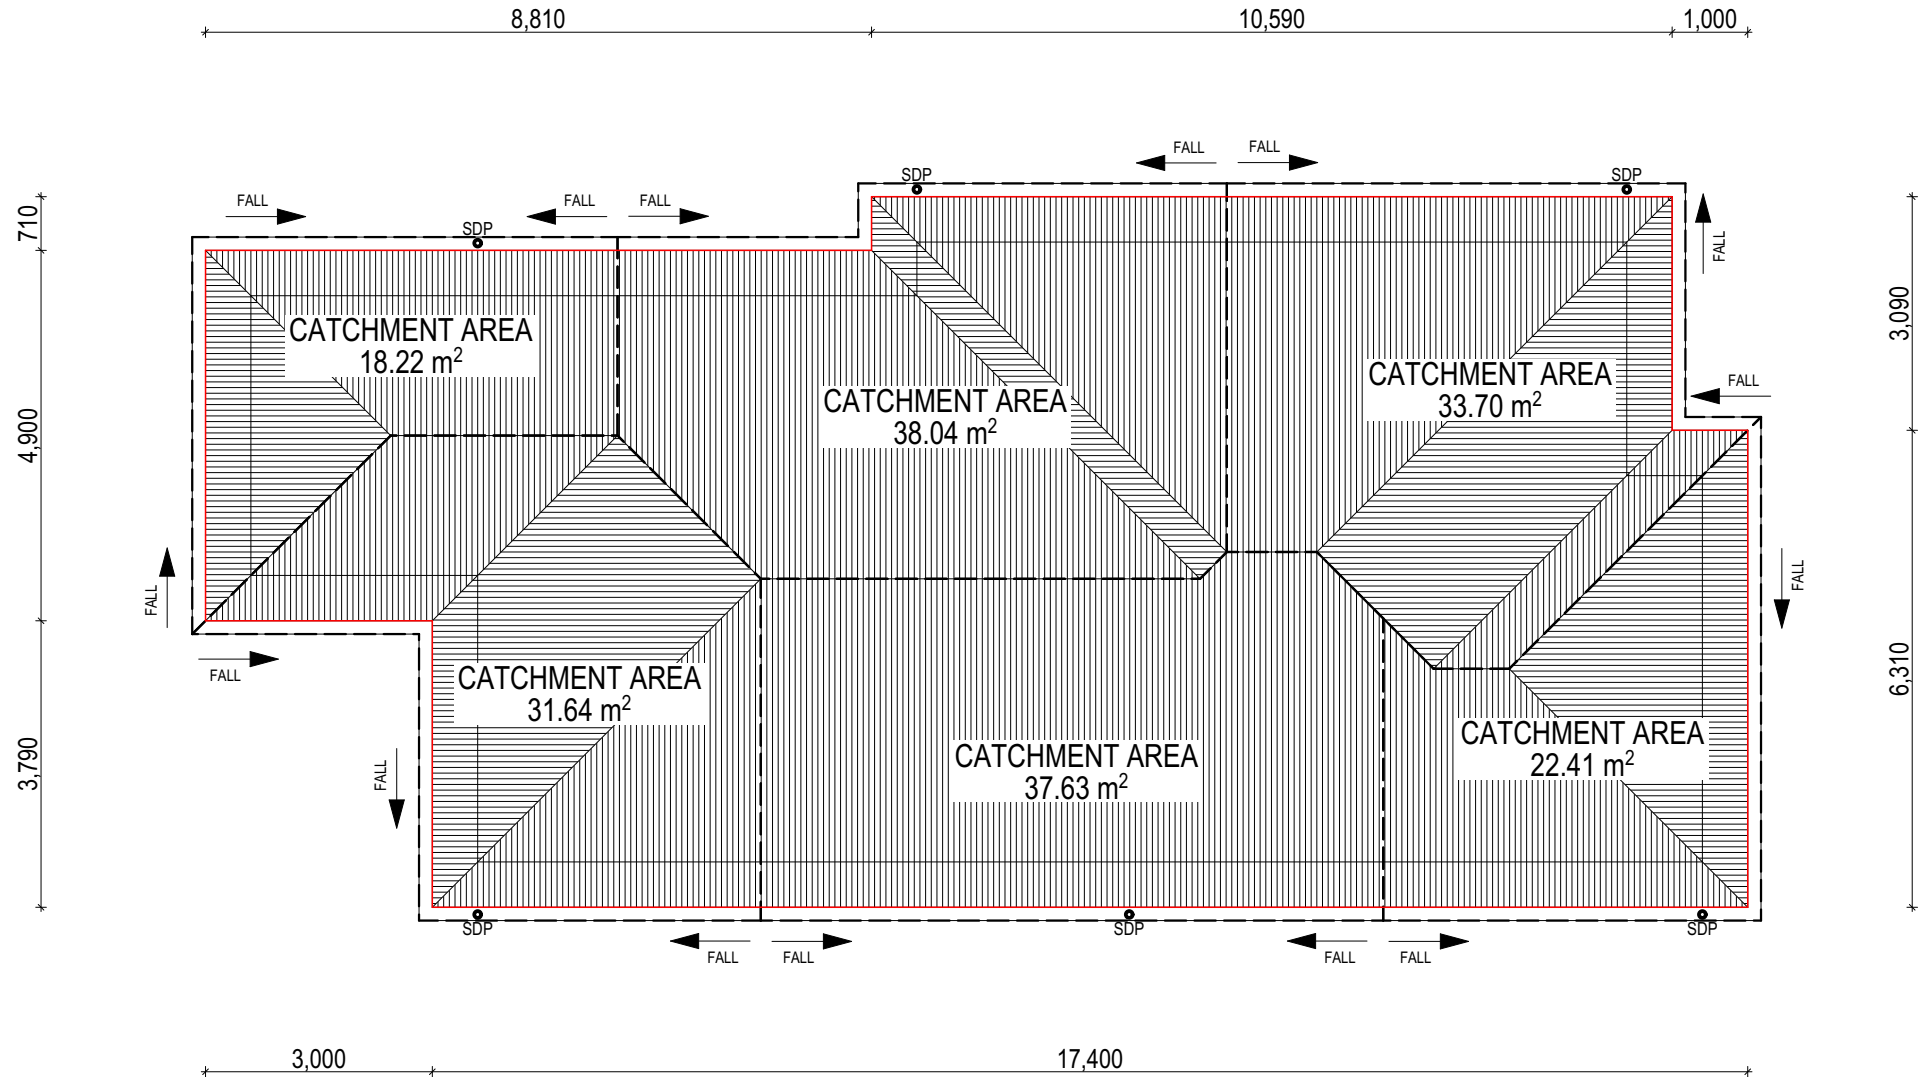 8,810
10,590
1,000
FALL
FALL
SDP
SDP
FALL
FALL
FALL
SDP
710
FALL
3,090
CATCHMENT AREA
18.22 m²
CATCHMENT AREA
33.70 m²
FALL
CATCHMENT AREA
38.04 m²
4,900
FALL
FALL
FALL
CATCHMENT AREA
31.64 m²
6,310
CATCHMENT AREA
22.41 m²
3,790
FALL
CATCHMENT AREA
37.63 m²
SDP
SDP
SDP
FALL
FALL
FALL
FALL
3,000
17,400